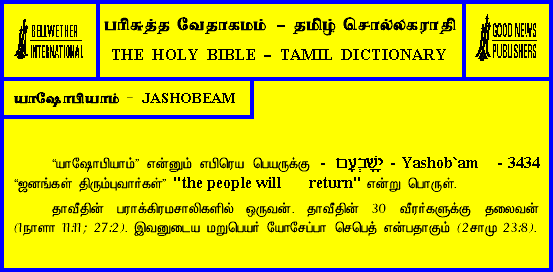 BELLWETHER
INTERNATIONAL
பரிசுத்த வேதாகமம் – தமிழ் சொல்லகராதி
THE HOLY BIBLE – TAMIL DICTIONARY
GOOD NEWS
PUBLISHERS
யாஷோபியாம் – JASHOBEAM
“யாஷோபியாம்” என்னும் எபிரெய பெயருக்கு - יָשָׁבְעָם - Yashob`am - 3434
“ஜனங்கள் திரும்புவார்கள்” "the people will return" என்று பொருள்.
தாவீதின் பராக்கிரமசாலிகளில் ஒருவன். தாவீதின் 30 வீரர்களுக்கு தலைவன்
(1நாளா 11:11; 27:2). இவனுடைய மறுபெயர் யோசேப்பா செபெத் என்பதாகும் (2சாமு 23:8).